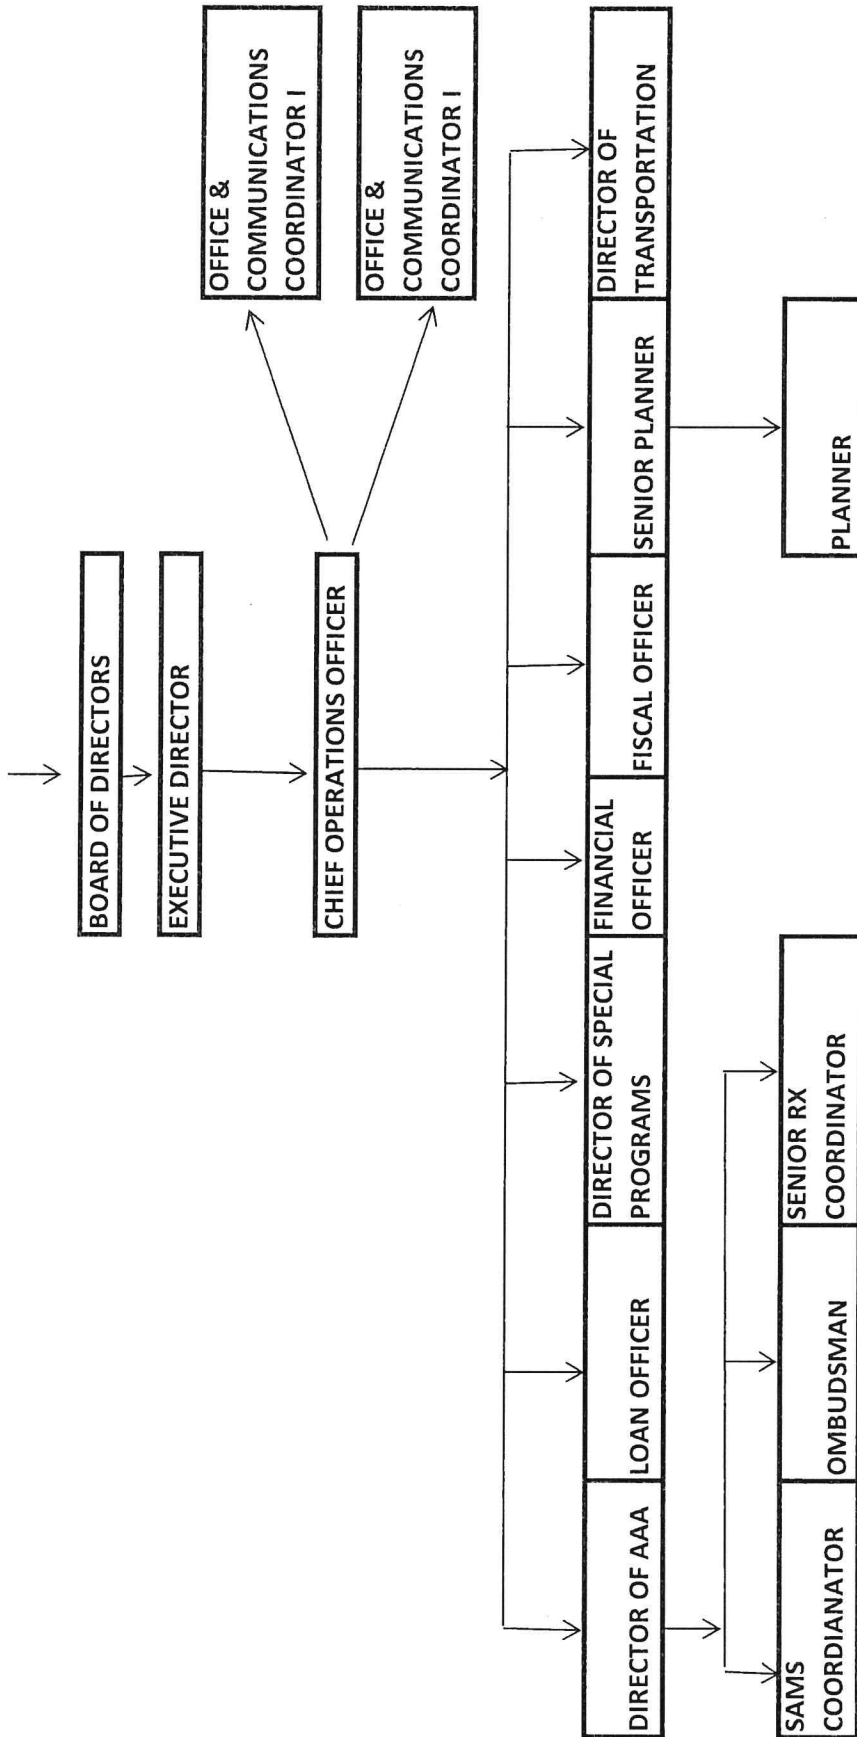 BOARD OF DIRECTORS
EXECUTIVE DIRECTOR
OFFICE &
COMMUNICATIONS
COORDINATOR I
CHIEF OPERATIONS OFFICER
OFFICE &
COMMUNICATIONS
COORDINATOR I
DIRECTOR OF AAA
LOAN OFFICER
DIRECTOR OF SPECIAL
PROGRAMS
FINANCIAL
OFFICER
FISCAL OFFICER
SENIOR PLANNER
DIRECTOR OF
TRANSPORTATION
SAMS
COORDIANATOR
OMBUDSMAN
SENIOR RX
COORDINATOR
PLANNER